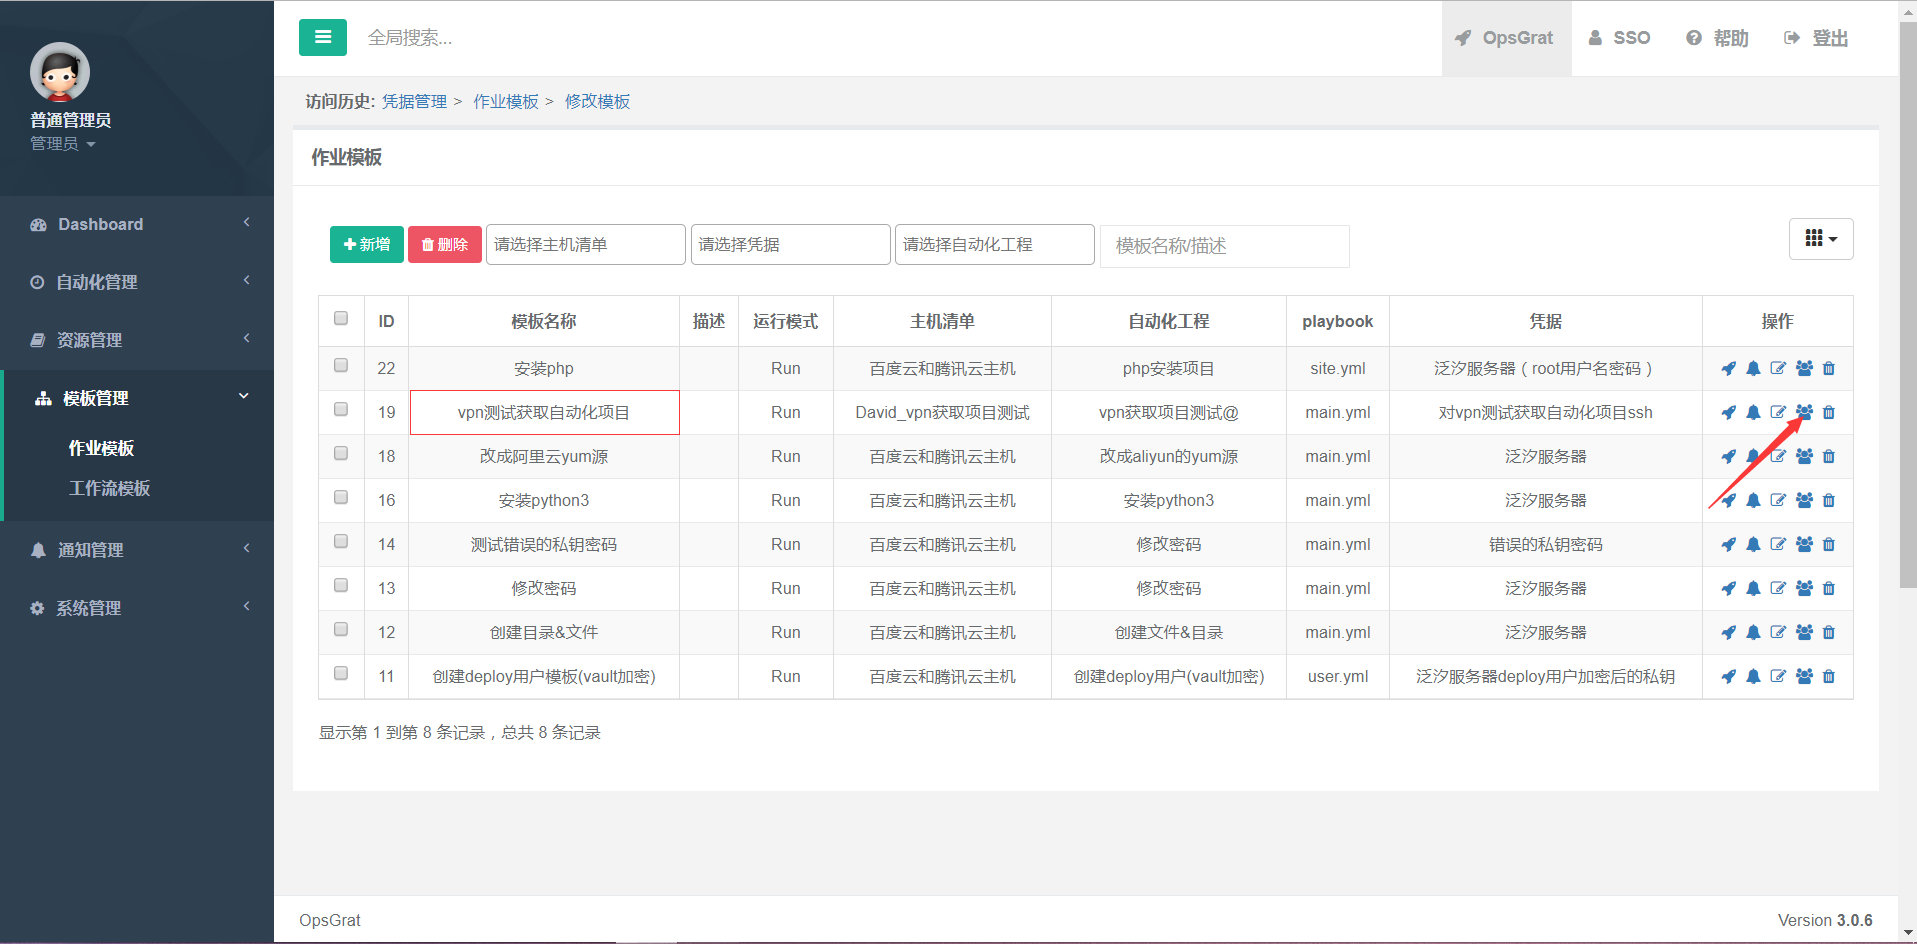 普通管理员
管理员
Dashboard
自动化管理
资源管理
模板管理
作业模板
工作流模板
通知管理
系统管理
全局搜索...
OpsGrat
SSO
帮助
登出
访问历史: 凭据管理 > 作业模板 > 修改模板
作业模板
新增 删除 请选择主机清单 请选择凭据 请选择自动化工程 模板名称/描述
ID 模板名称 描述 运行模式 主机清单 自动化工程 playbook 凭据 操作
22 安装php Run 百度云和腾讯云主机 php安装项目 site.yml 泛汐服务器（root用户名密码）
19 vpn测试获取自动化项目 Run David_vpn获取项目测试 vpn获取项目测试@ main.yml 对vpn测试获取自动化项目ssh
18 改成阿里云yum源 Run 百度云和腾讯云主机 改成aliyun的yum源 main.yml 泛汐服务器
16 安装python3 Run 百度云和腾讯云主机 安装python3 main.yml 泛汐服务器
14 测试错误的私钥密码 Run 百度云和腾讯云主机 修改密码 main.yml 错误的私钥密码
13 修改密码 Run 百度云和腾讯云主机 修改密码 main.yml 泛汐服务器
12 创建目录&文件 Run 百度云和腾讯云主机 创建文件&目录 main.yml 泛汐服务器
11 创建deploy用户模板(vault加密) Run 百度云和腾讯云主机 创建deploy用户(vault加密) user.yml 泛汐服务器deploy用户加密后的私钥
显示第 1 到第 8 条记录，总共 8 条记录
OpsGrat
Version 3.0.6